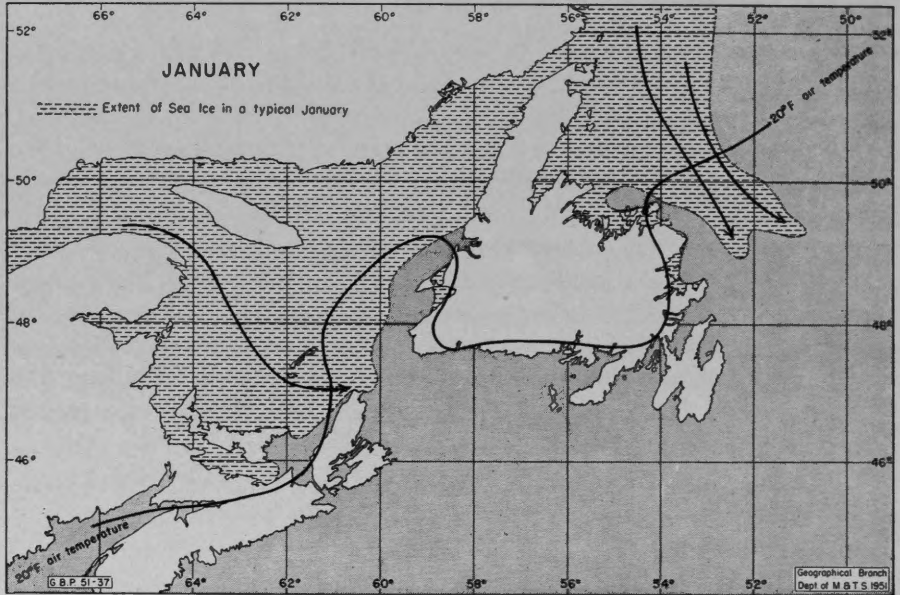 66° 64° 62° 60° 58° 56° 54° 52° 50°
52° 52°
JANUARY
Extent of Sea Ice in a typical January
20°F air temperature
50° 50°
48° 48°
46° 46°
20°F air temperature
G.B.P. 51-37
64° 62° 60° 58° 56° 54° 52°
Geographical Branch
Dept of M & T S. 1951